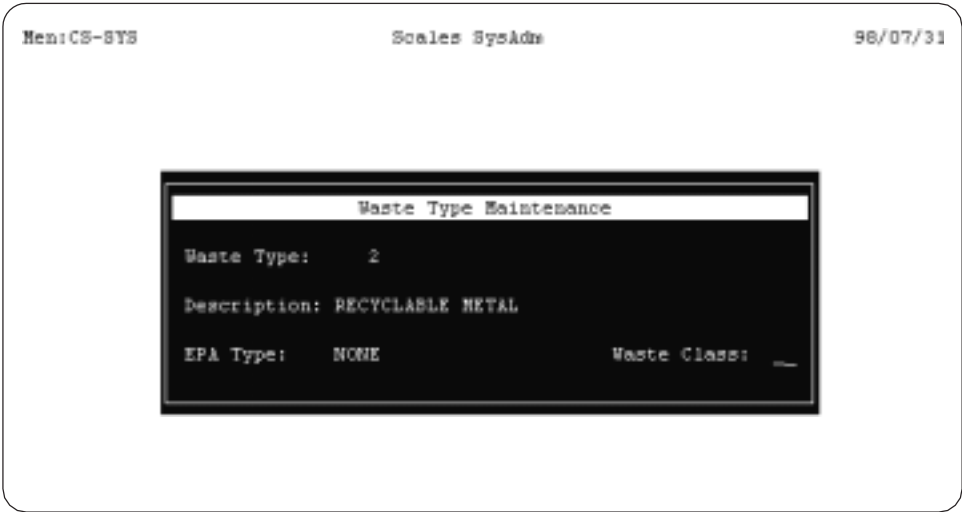 Men:CS-SYS Scales SysAdm 98/07/31
Waste Type Maintenance
Waste Type: 2
Description: RECYCLABLE METAL
EPA Type: NONE Waste Class: __